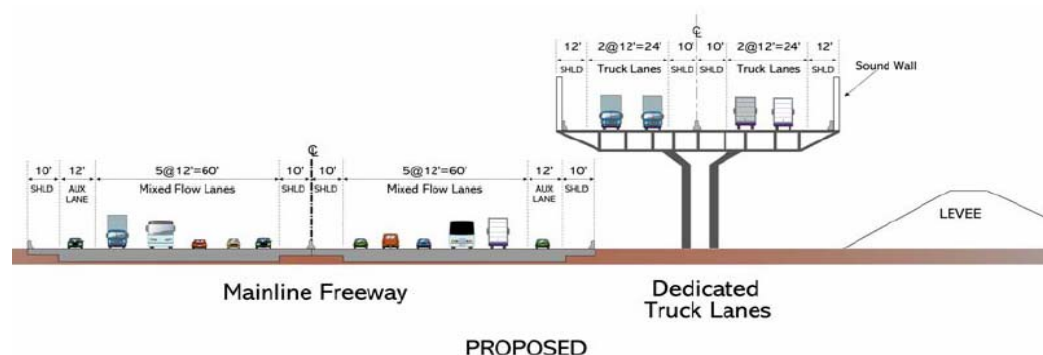 ℄
12' 2@12'=24' 10' 10' 2@12'=24' 12'
SHLD Truck Lanes SHLD SHLD Truck Lanes SHLD
Sound Wall
℄
10' 12' 5@12'=60' 10' 10' 5@12'=60' 12' 10'
SHLD AUX LANE Mixed Flow Lanes SHLD SHLD Mixed Flow Lanes AUX LANE SHLD
LEVEE
Mainline Freeway
Dedicated
Truck Lanes
PROPOSED